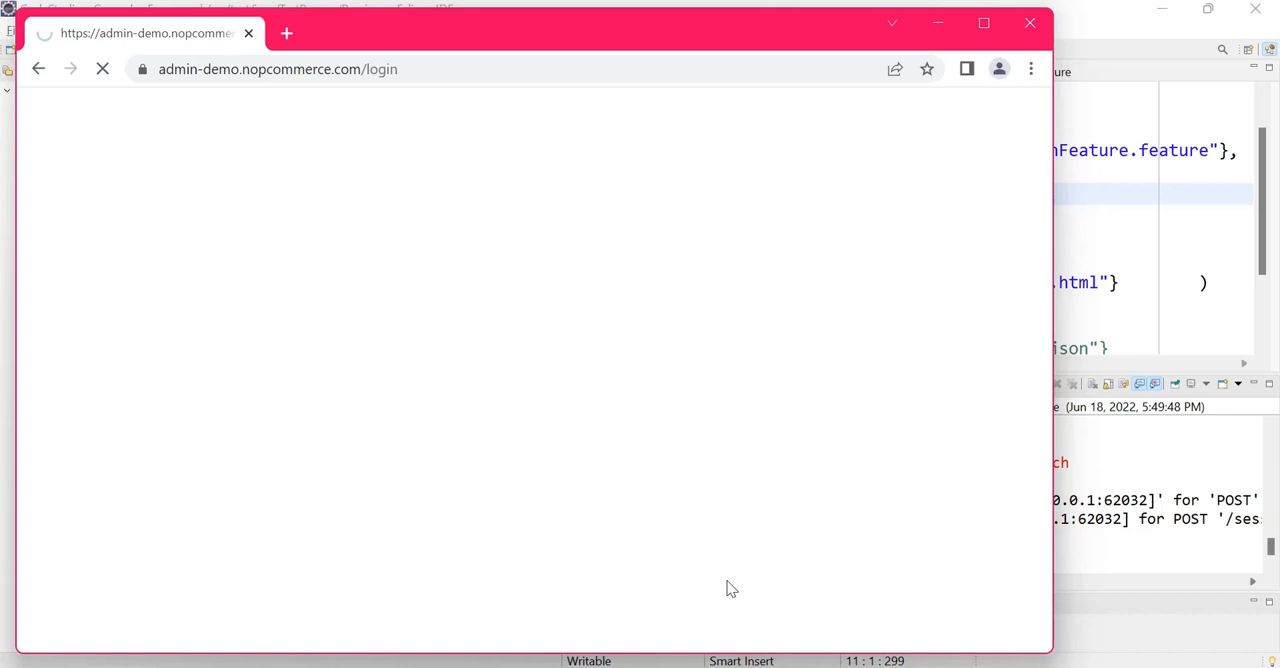 https://admin-demo.nopcomme
admin-demo.nopcommerce.com/login
ure
nFeature.feature"},
.html"} )
ison"}
e (Jun 18, 2022, 5:49:48 PM)
ch
0.0.1:62032]' for 'POST'
.1:62032] for POST '/ses
Writable
Smart Insert
11 : 1 : 299